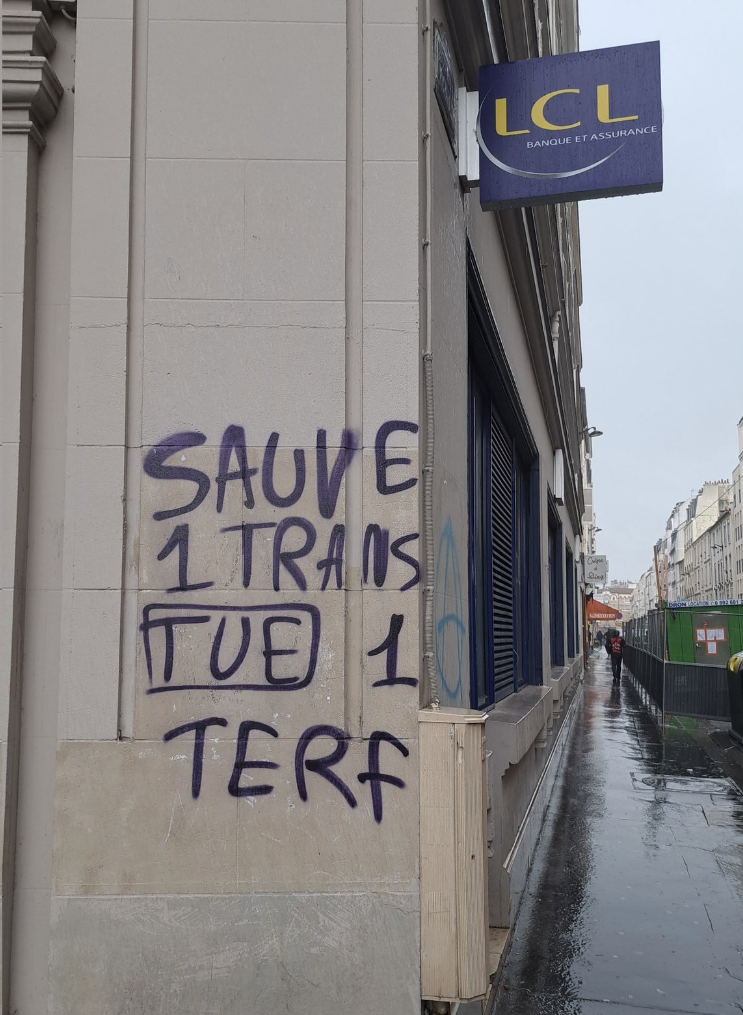 LCL
BANQUE ET ASSURANCE
SAUVE
1 TRANS
TUE 1
TERF